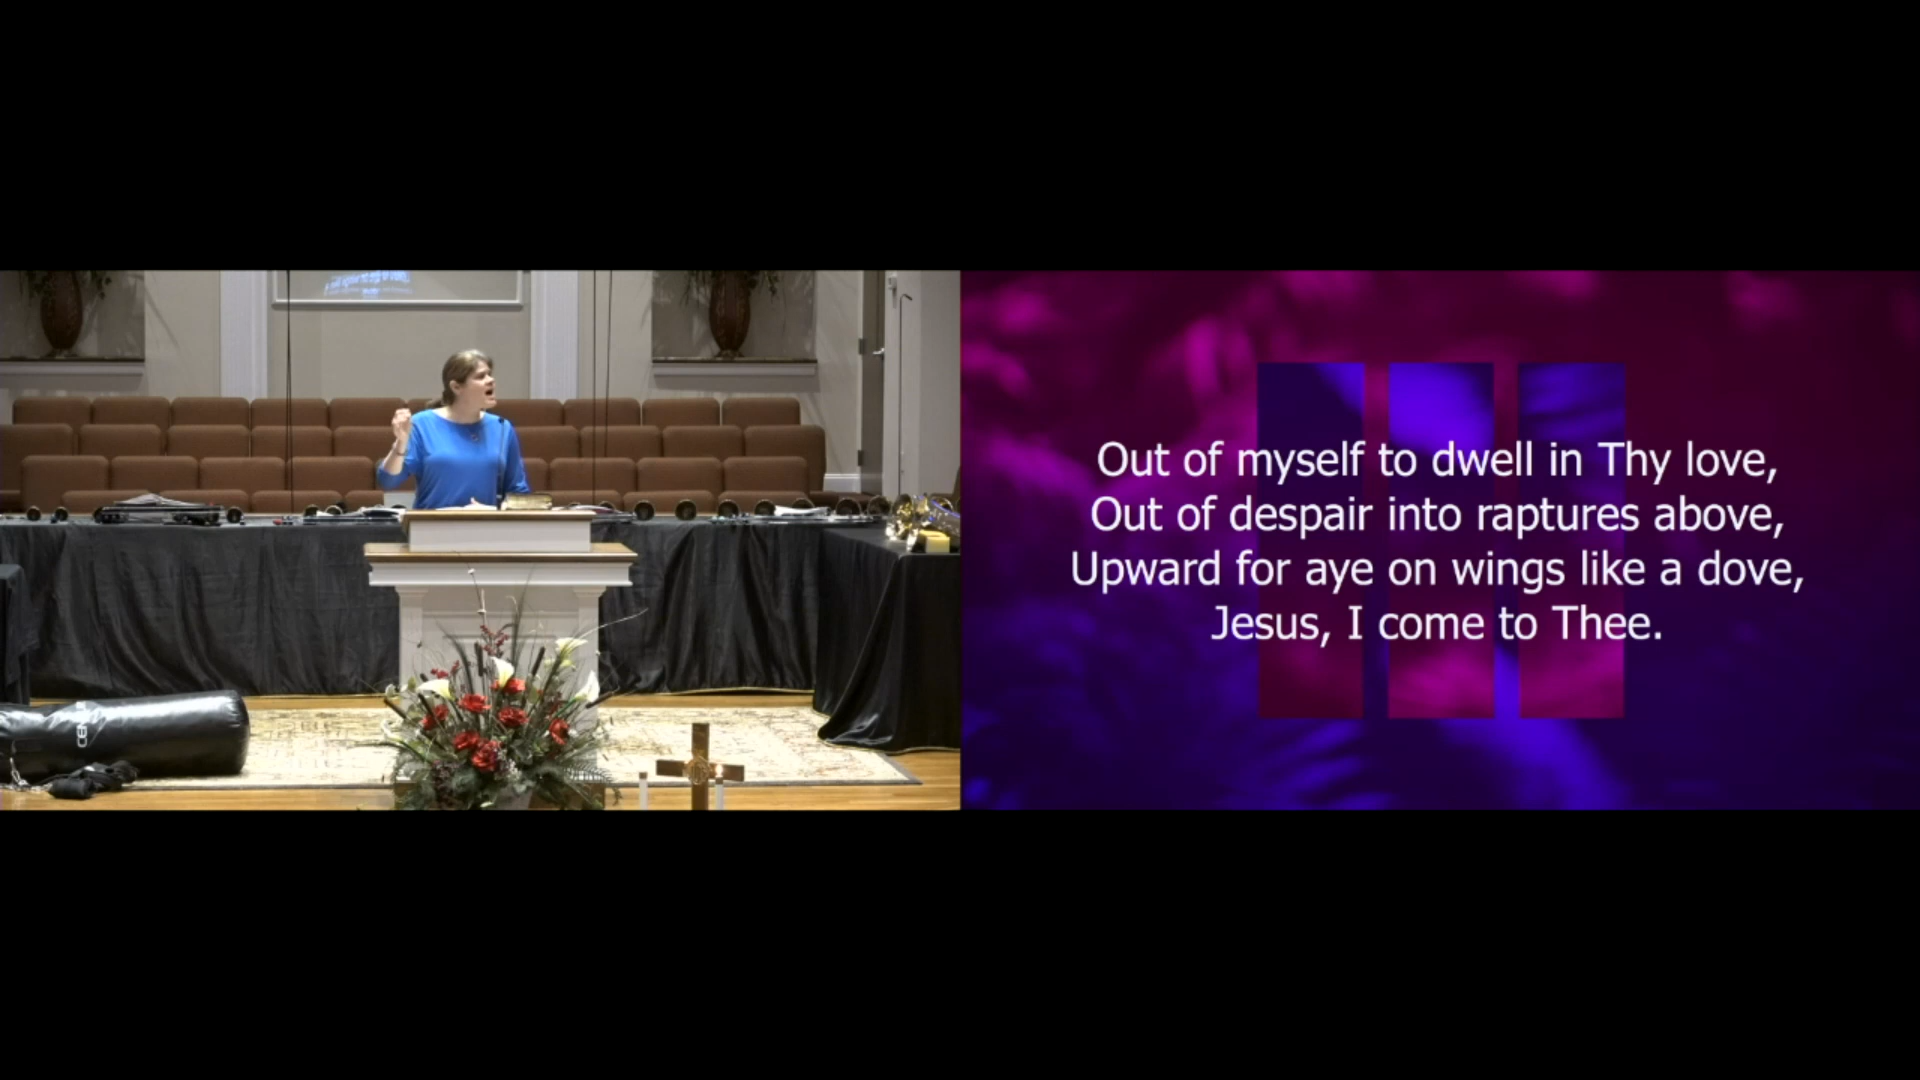 Out of myself to dwell in Thy love,
Out of despair into raptures above,
Upward for aye on wings like a dove,
Jesus, I come to Thee.